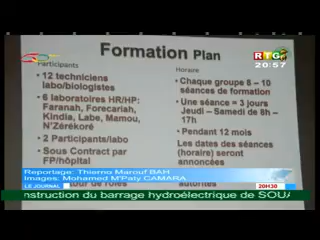 RTG
20:57
Formation Plan
Participants
• 12 techniciens
labo/biologistes
• 6 laboratoires HR/HP:
Faranah, Forecariah,
Kindia, Labe, Mamou,
N'Zérékoré
• 2 Participants/labo
• Sous Contract par
FP/hôpital
Horaire
• Chaque groupe 8 – 10
séances de formation
• Une séance = 3 jours
Jeudi – Samedi de 8h –
17h
• Pendant 12 mois
Les dates des séances
(horaire) seront
annoncées
autorités
Reportage: Thierno Marouf BAH
Images: Mohamed M'Paty CAMARA
LE JOURNAL
20H30
nstruction du barrage hydroélectrique de SOUA